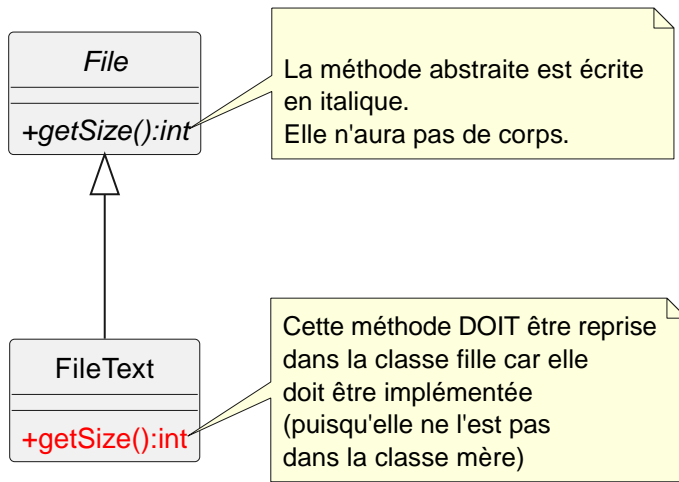 File
+getSize():int
La méthode abstraite est écrite
en italique.
Elle n'aura pas de corps.
FileText
+getSize():int
Cette méthode DOIT être reprise
dans la classe fille car elle
doit être implémentée
(puisqu'elle ne l'est pas
dans la classe mère)